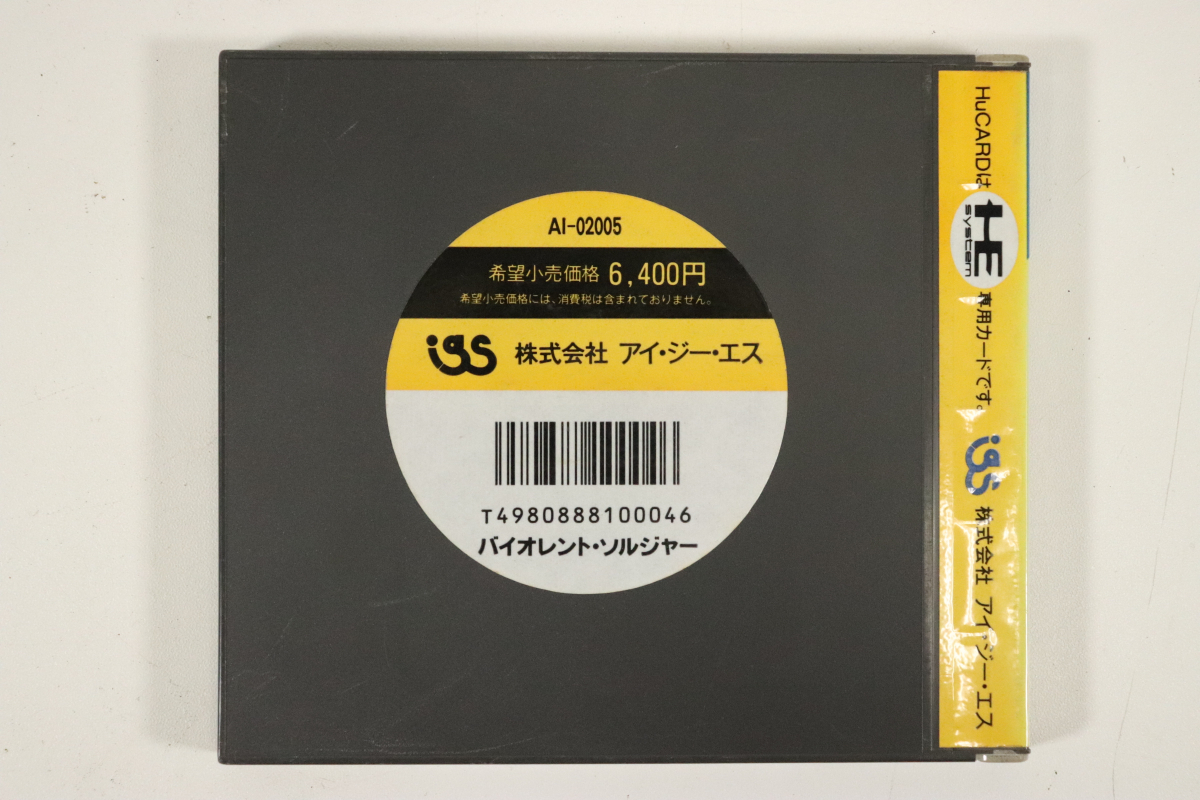 AI-02005
希望小売価格 6,400円
希望小売価格には、消費税は含まれておりません。
igs 株式会社 アイ・ジー・エス
T4980888100046
バイオレント・ソルジャー
HuCARDは HE system 専用カードです。 igs 株式会社 アイ・ジー・エス